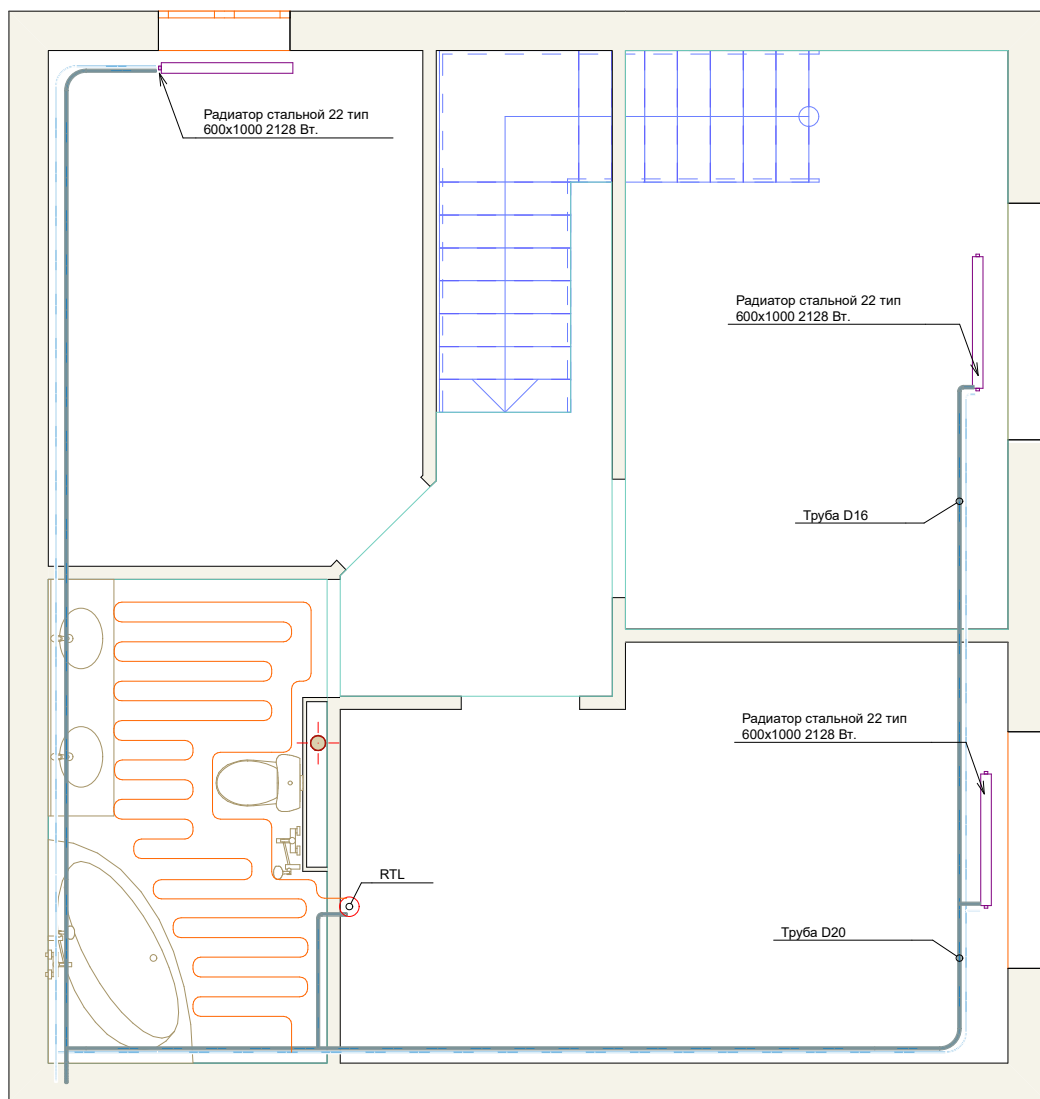 Радиатор стальной 22 тип
600x1000 2128 Вт.
Радиатор стальной 22 тип
600x1000 2128 Вт.
Труба D16
Радиатор стальной 22 тип
600x1000 2128 Вт.
RTL
Труба D20